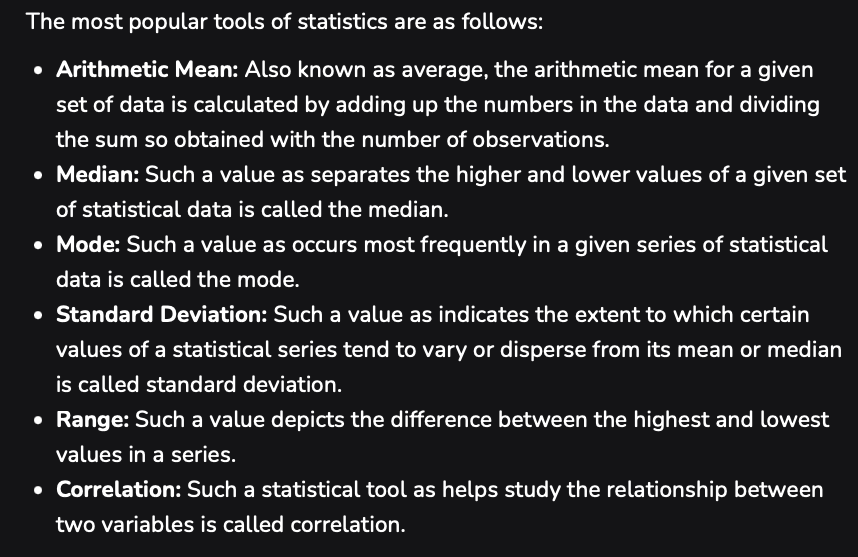 The most popular tools of statistics are as follows:
• Arithmetic Mean: Also known as average, the arithmetic mean for a given
set of data is calculated by adding up the numbers in the data and dividing
the sum so obtained with the number of observations.
• Median: Such a value as separates the higher and lower values of a given set
of statistical data is called the median.
• Mode: Such a value as occurs most frequently in a given series of statistical
data is called the mode.
• Standard Deviation: Such a value as indicates the extent to which certain
values of a statistical series tend to vary or disperse from its mean or median
is called standard deviation.
• Range: Such a value depicts the difference between the highest and lowest
values in a series.
• Correlation: Such a statistical tool as helps study the relationship between
two variables is called correlation.